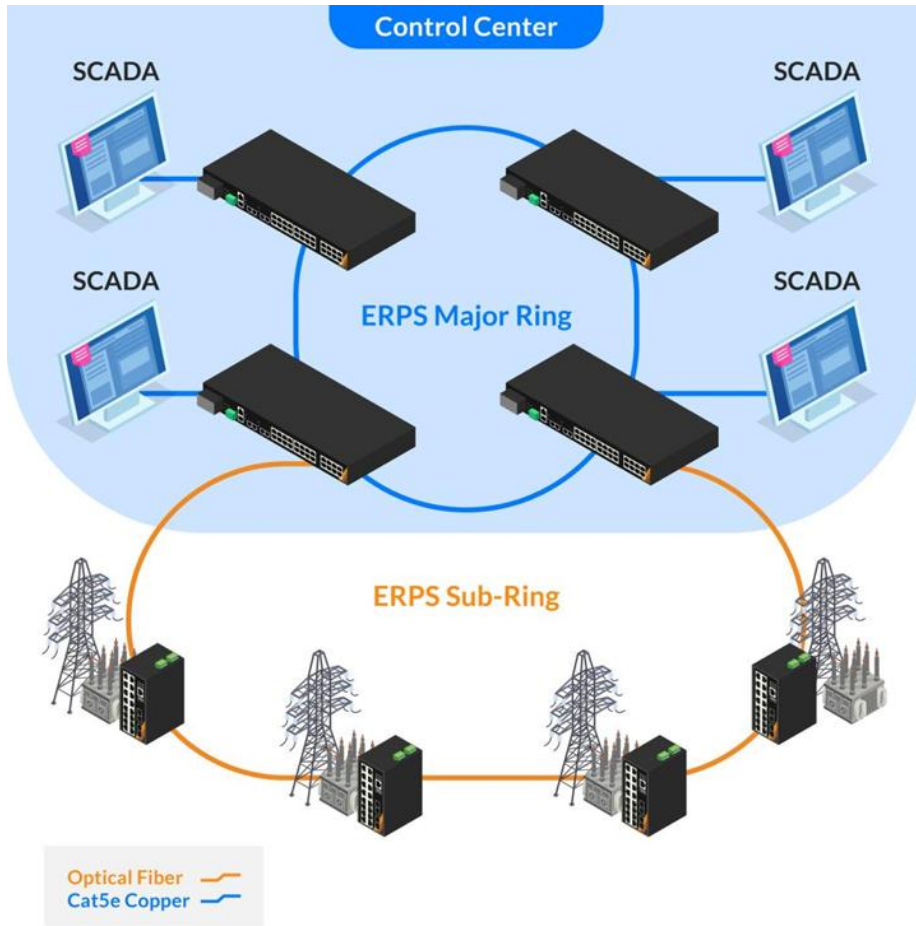 Control Center
SCADA
SCADA
SCADA
SCADA
ERPS Major Ring
ERPS Sub-Ring
Optical Fiber
Cat5e Copper